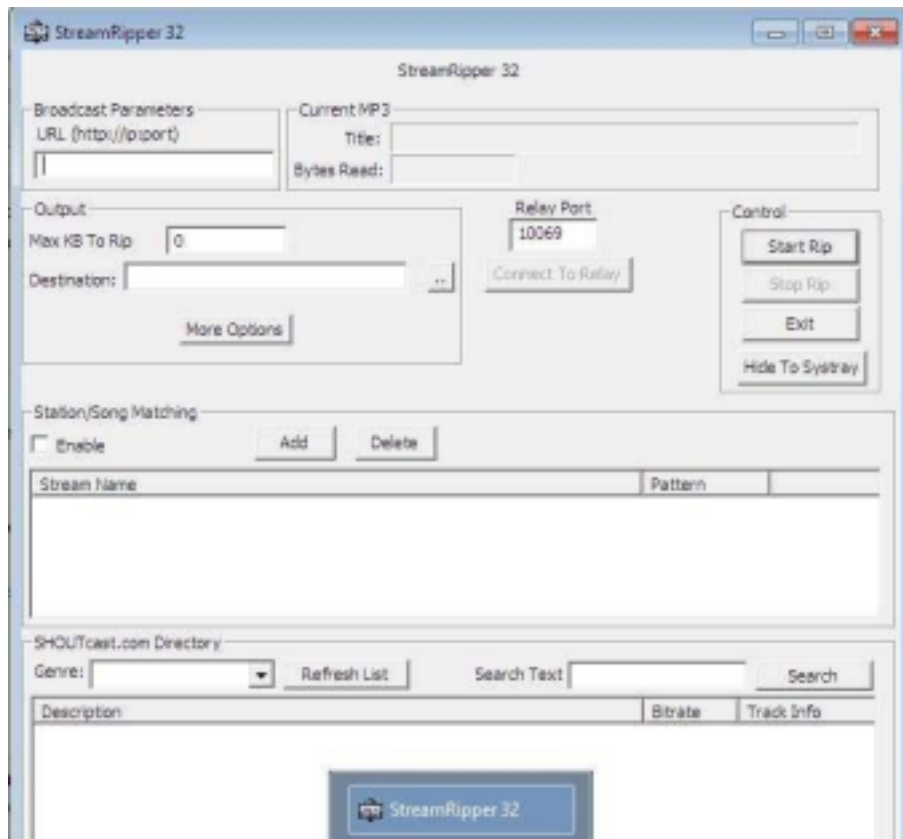 StreamRipper 32
StreamRipper 32
Broadcast Parameters
URL (http://ip:port)
Current MP3
Title:
Bytes Read:
Output
Max KB To Rip 0
Destination: ..
More Options
Relay Port
10069
Connect To Relay
Control
Start Rip
Stop Rip
Exit
Hide To Systray
Station/Song Matching
Enable Add Delete
Stream Name Pattern
SHOUTcast.com Directory
Genre: Refresh List Search Text Search
Description Bitrate Track Info
StreamRipper 32